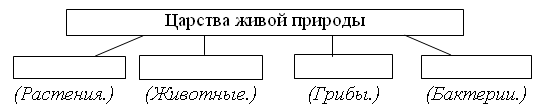 Царства живой природы
(Растения.) (Животные.) (Грибы.) (Бактерии.)